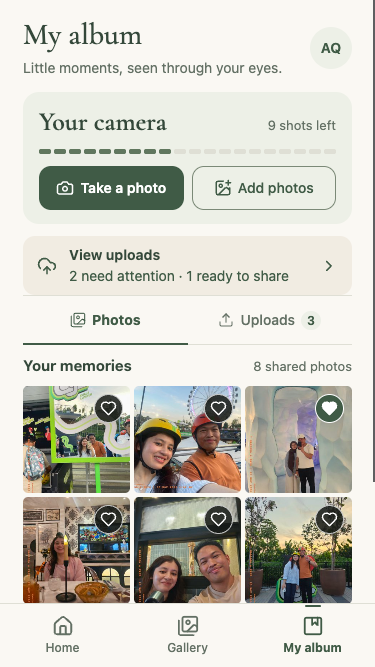 My album
Little moments, seen through your eyes.
AQ
Your camera
9 shots left
Take a photo
Add photos
View uploads
2 need attention · 1 ready to share
Photos
Uploads 3
Your memories
8 shared photos
Home
Gallery
My album